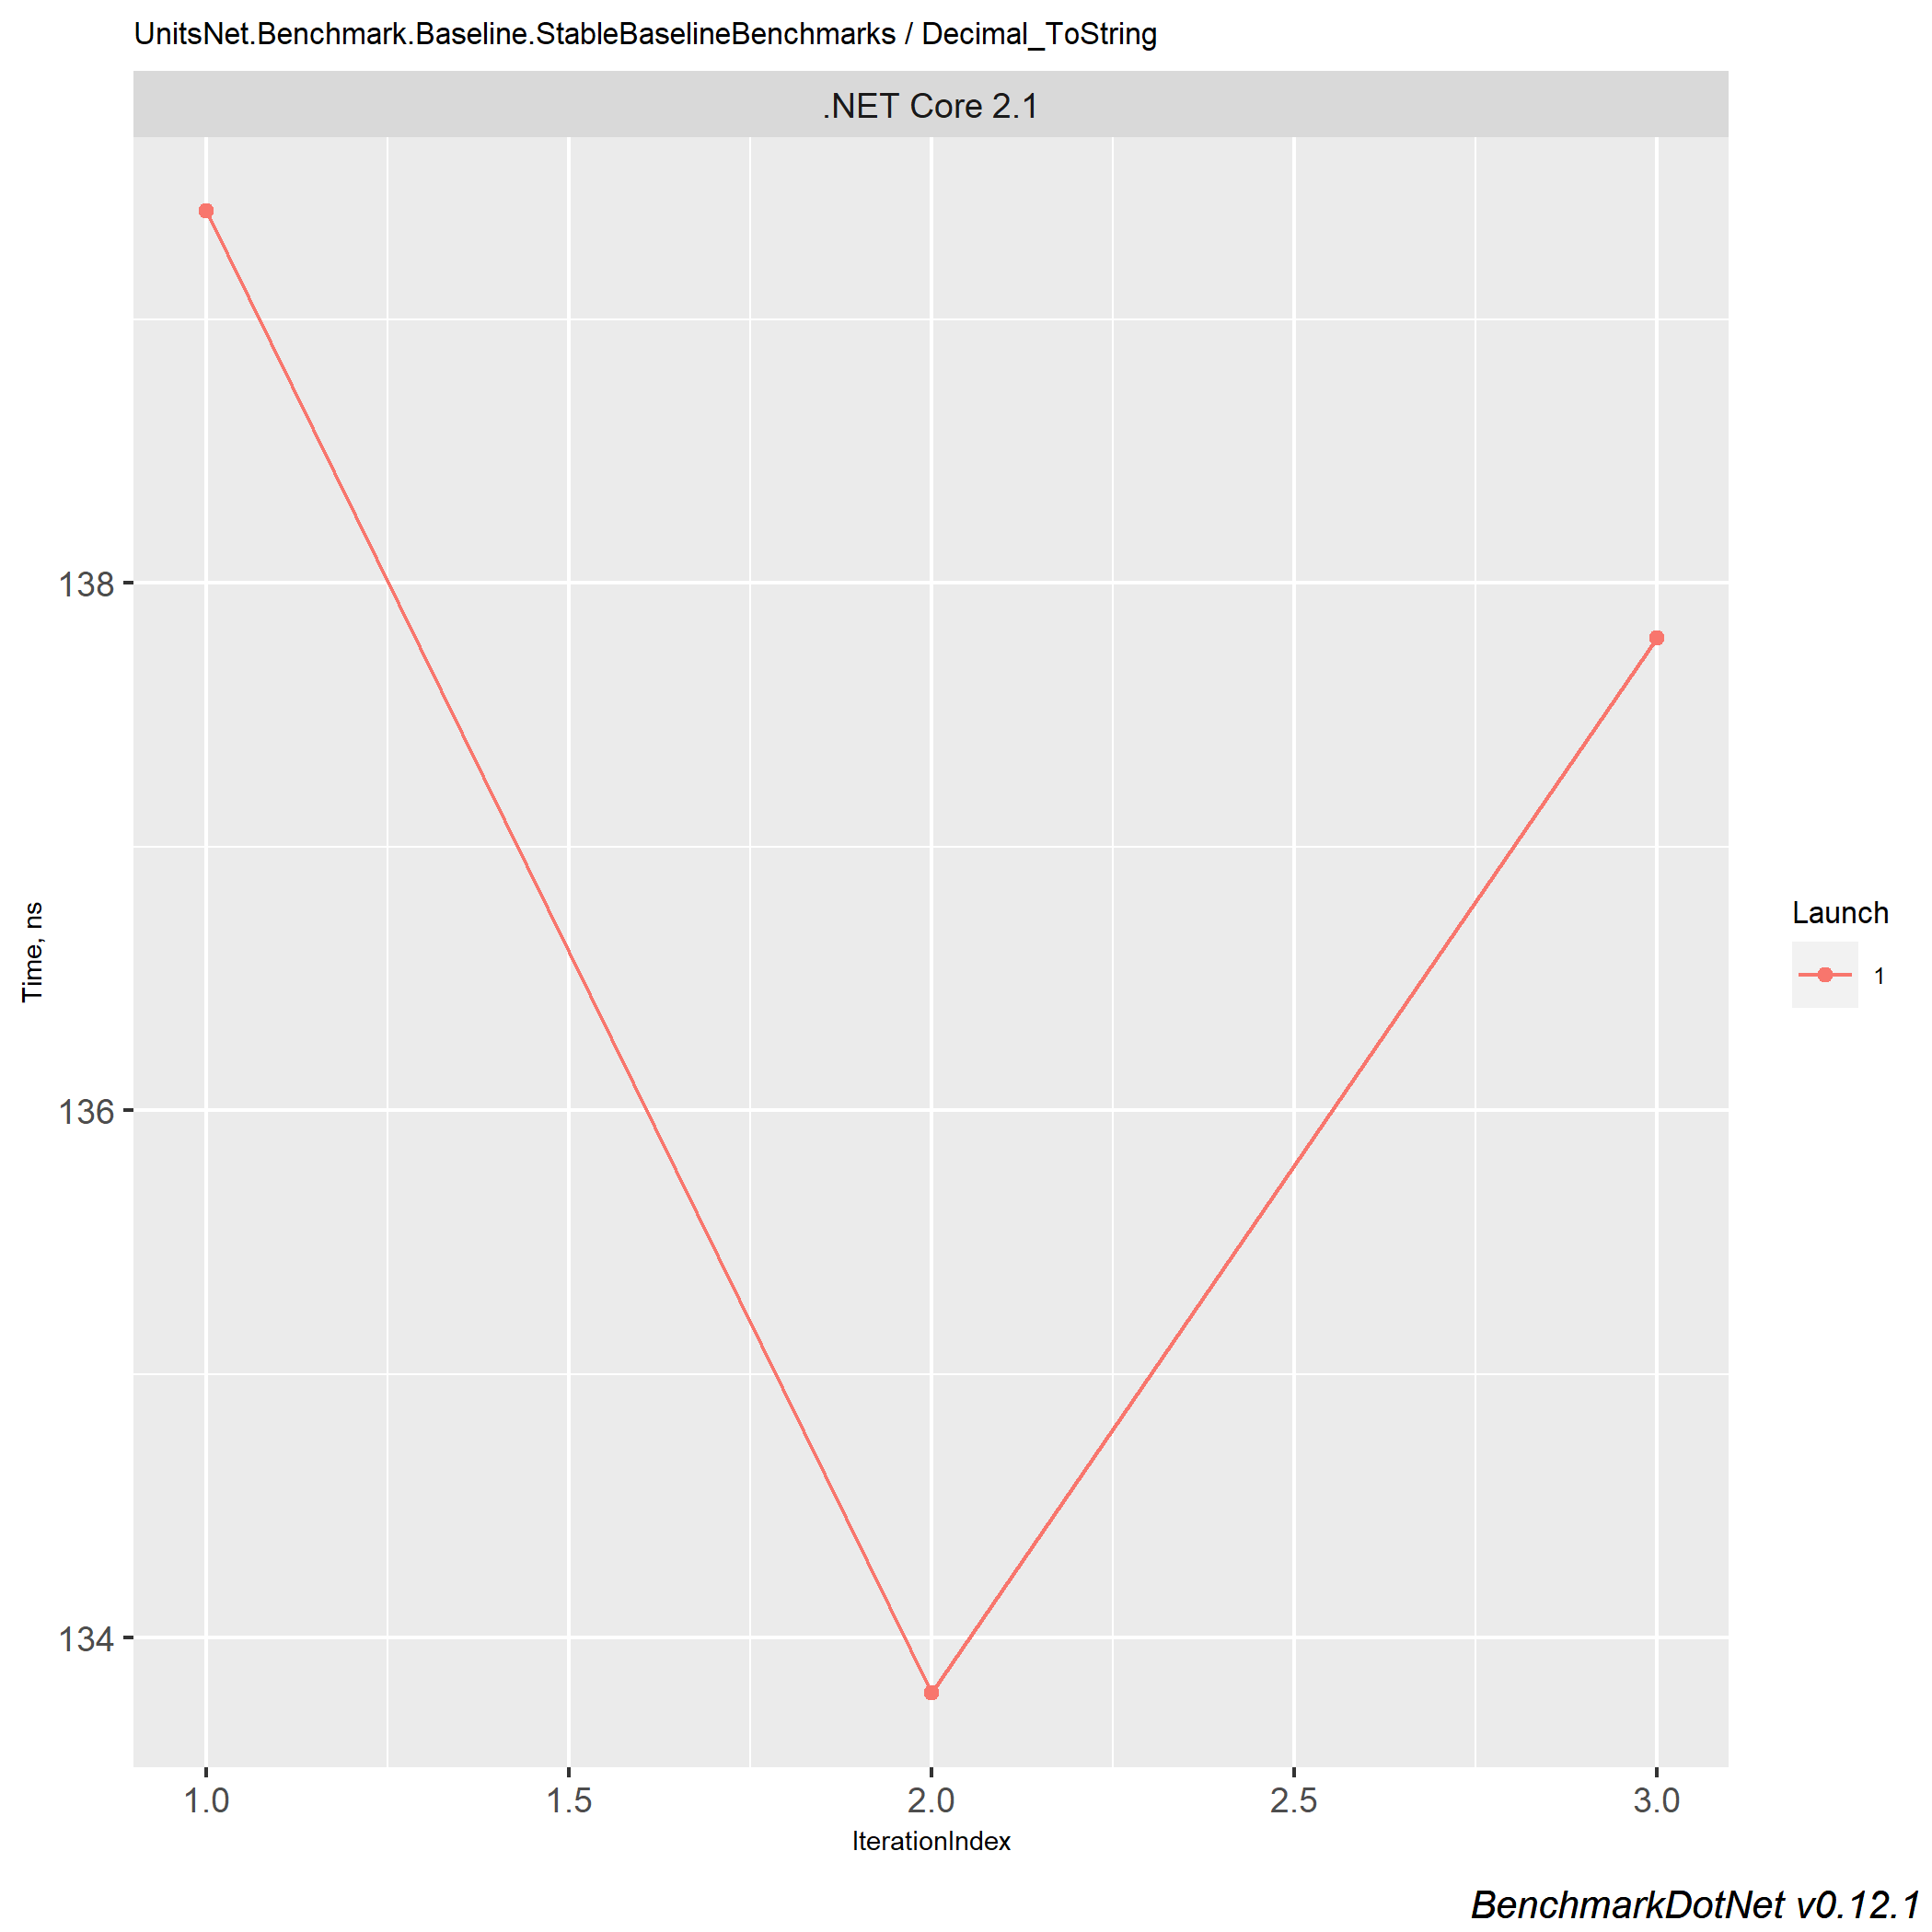 UnitsNet.Benchmark.Baseline.StableBaselineBenchmarks / Decimal_ToString
.NET Core 2.1
138
136
134
Time, ns
1.0 1.5 2.0 2.5 3.0
IterationIndex
Launch
1
BenchmarkDotNet v0.12.1